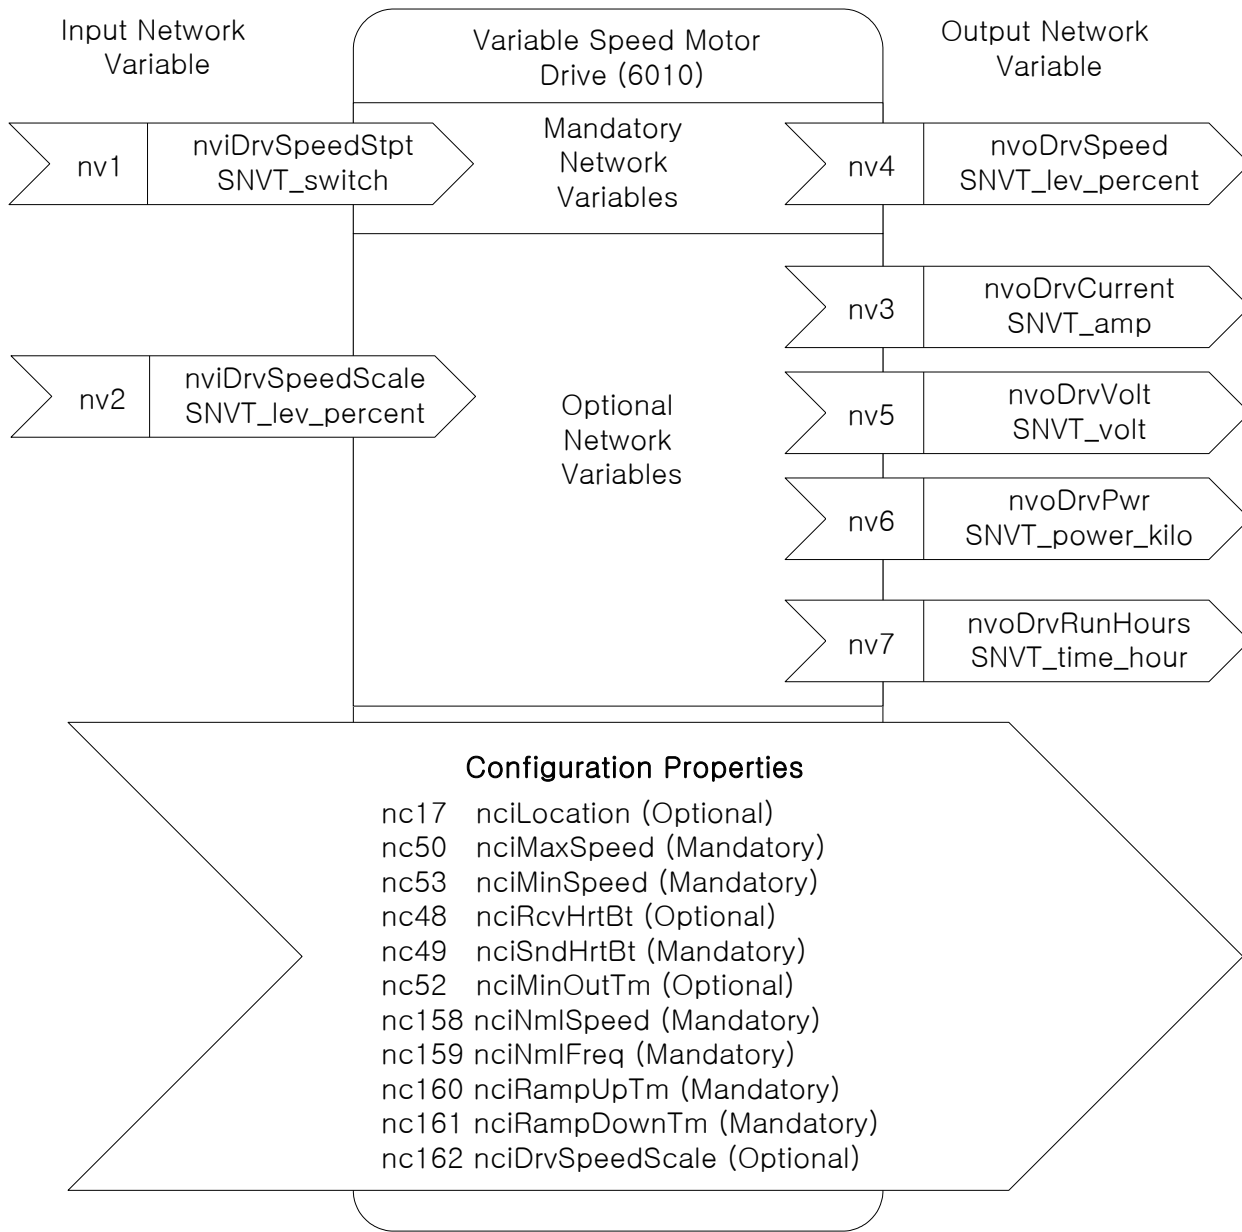 Input Network
Variable
Variable Speed Motor
Drive (6010)
Output Network
Variable
nv1
nviDrvSpeedStpt
SNVT_switch
Mandatory
Network
Variables
nv4
nvoDrvSpeed
SNVT_lev_percent
nv2
nviDrvSpeedScale
SNVT_lev_percent
Optional
Network
Variables
nv3
nvoDrvCurrent
SNVT_amp
nv5
nvoDrvVolt
SNVT_volt
nv6
nvoDrvPwr
SNVT_power_kilo
nv7
nvoDrvRunHours
SNVT_time_hour
Configuration Properties
nc17 nciLocation (Optional)
nc50 nciMaxSpeed (Mandatory)
nc53 nciMinSpeed (Mandatory)
nc48 nciRcvHrtBt (Optional)
nc49 nciSndHrtBt (Mandatory)
nc52 nciMinOutTm (Optional)
nc158 nciNmlSpeed (Mandatory)
nc159 nciNmlFreq (Mandatory)
nc160 nciRampUpTm (Mandatory)
nc161 nciRampDownTm (Mandatory)
nc162 nciDrvSpeedScale (Optional)